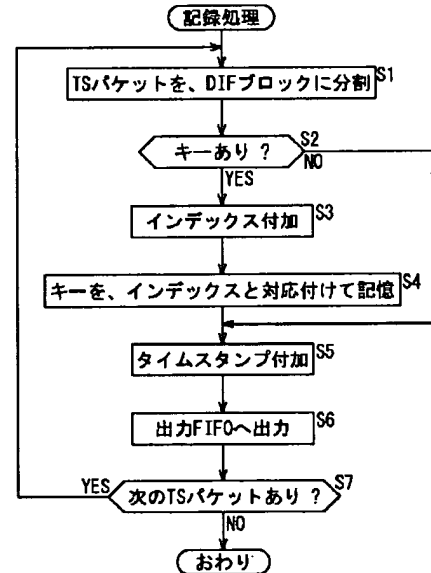 記録処理
TSパケットを、DIFブロックに分割
S1
キーあり ?
S2
NO
YES
インデックス付加
S3
キーを、インデックスと対応付けて記憶
S4
タイムスタンプ付加
S5
出力FIFOへ出力
S6
YES
次のTSパケットあり ?
S7
NO
おわり